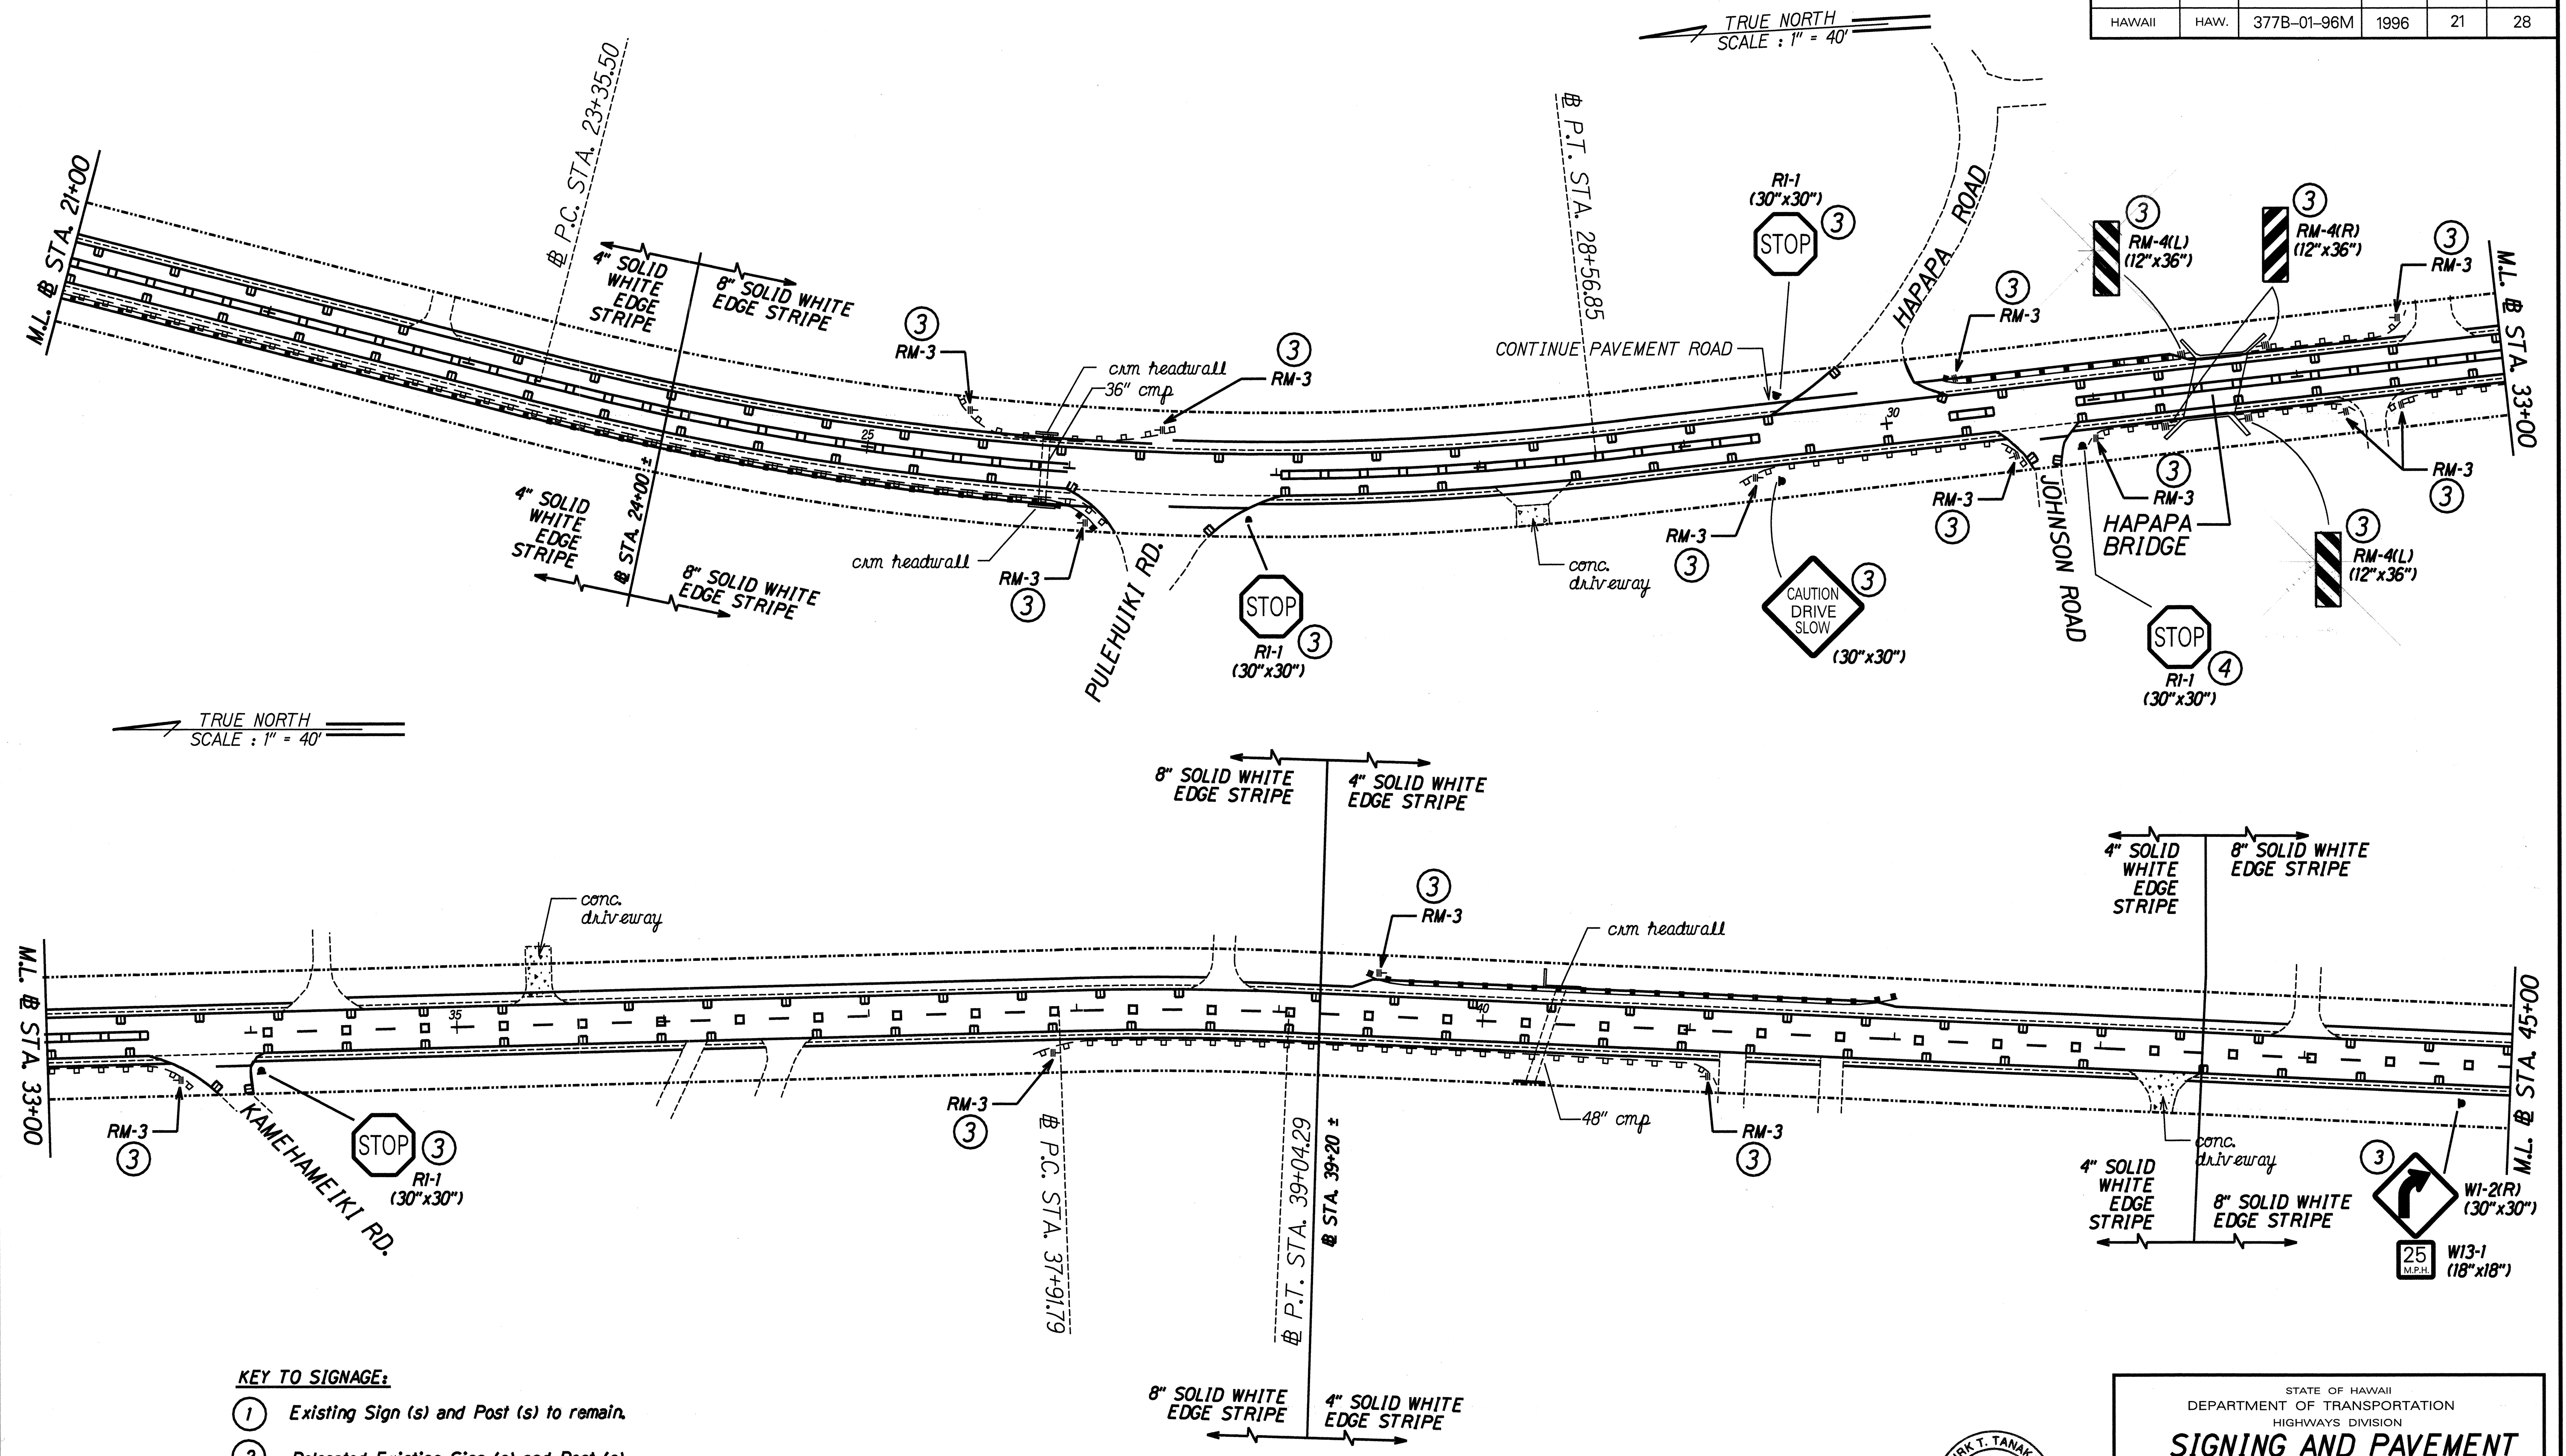 HAWAII HAW. 377B-01-96M 1996 21 28
TRUE NORTH
SCALE : 1" = 40'
M.L. B STA. 21+00
B P.C. STA. 23+35.50
4" SOLID
WHITE
EDGE
STRIPE
8" SOLID WHITE
EDGE STRIPE
4" SOLID
WHITE
EDGE
STRIPE
B STA. 24+00 ±
8" SOLID WHITE
EDGE STRIPE
25
3
RM-3
crm headwall
36" cmp
3
RM-3
crm headwall
RM-3
3
PULEHUIKI RD.
STOP
3
R1-1
(30"x30")
B P.T. STA. 28+56.85
CONTINUE PAVEMENT ROAD
R1-1
(30"x30")
STOP
3
HAPAPA ROAD
conc.
driveway
RM-3
3
CAUTION
DRIVE
SLOW
3
(30"x30")
30
3
RM-3
RM-3
3
JOHNSON ROAD
3
RM-4(L)
(12"x36")
3
RM-4(R)
(12"x36")
3
RM-3
3
RM-3
HAPAPA
BRIDGE
RM-3
3
3
RM-4(L)
(12"x36")
STOP
4
R1-1
(30"x30")
M.L. B STA. 33+00
TRUE NORTH
SCALE : 1" = 40'
M.L. B STA. 33+00
RM-3
3
KAMEHAMEIKI RD.
STOP
3
R1-1
(30"x30")
35
conc.
driveway
RM-3
3
B P.C. STA. 37+91.79
B P.T. STA. 39+04.29
B STA. 39+20 ±
8" SOLID WHITE
EDGE STRIPE
4" SOLID WHITE
EDGE STRIPE
3
RM-3
crm headwall
40
48" cmp
RM-3
3
8" SOLID WHITE
EDGE STRIPE
4" SOLID WHITE
EDGE STRIPE
4" SOLID
WHITE
EDGE
STRIPE
8" SOLID WHITE
EDGE STRIPE
conc.
driveway
4" SOLID
WHITE
EDGE
STRIPE
8" SOLID WHITE
EDGE STRIPE
3
W1-2(R)
(30"x30")
25
M.P.H.
W13-1
(18"x18")
M.L. B STA. 45+00
KEY TO SIGNAGE:
1 Existing Sign (s) and Post (s) to remain.
STATE OF HAWAII
DEPARTMENT OF TRANSPORTATION
HIGHWAYS DIVISION
SIGNING AND PAVEMENT